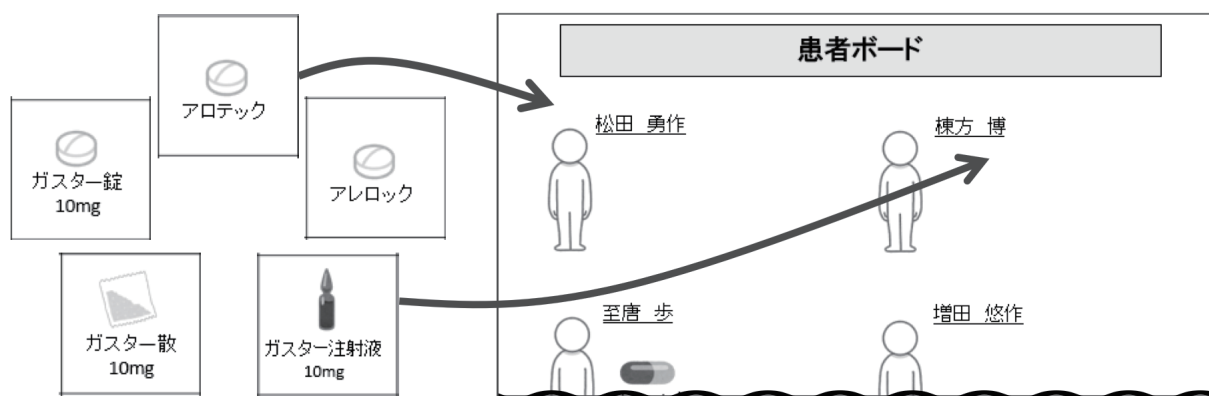 患者ボード
アロテック
松田 勇作
棟方 博
ガスター錠
10mg
アレロック
至唐 歩
増田 悠作
ガスター散
10mg
ガスター注射液
10mg